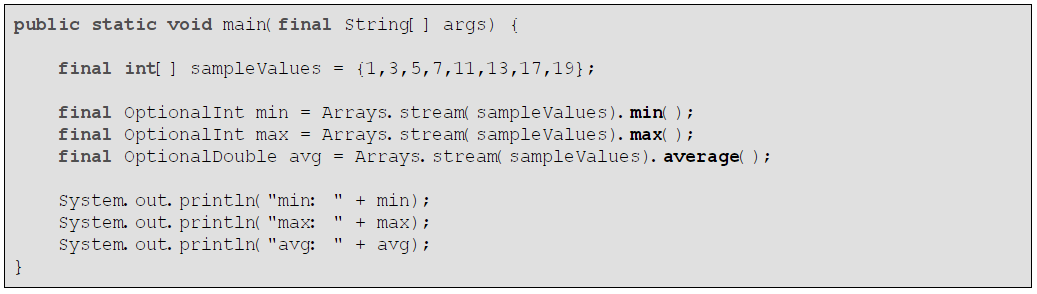 public static void main(final String[] args) {
final int[] sampleValues = {1,3,5,7,11,13,17,19};
final OptionalInt min = Arrays.stream(sampleValues).min();
final OptionalInt max = Arrays.stream(sampleValues).max();
final OptionalDouble avg = Arrays.stream(sampleValues).average();
System.out.println("min: " + min);
System.out.println("max: " + max);
System.out.println("avg: " + avg);
}